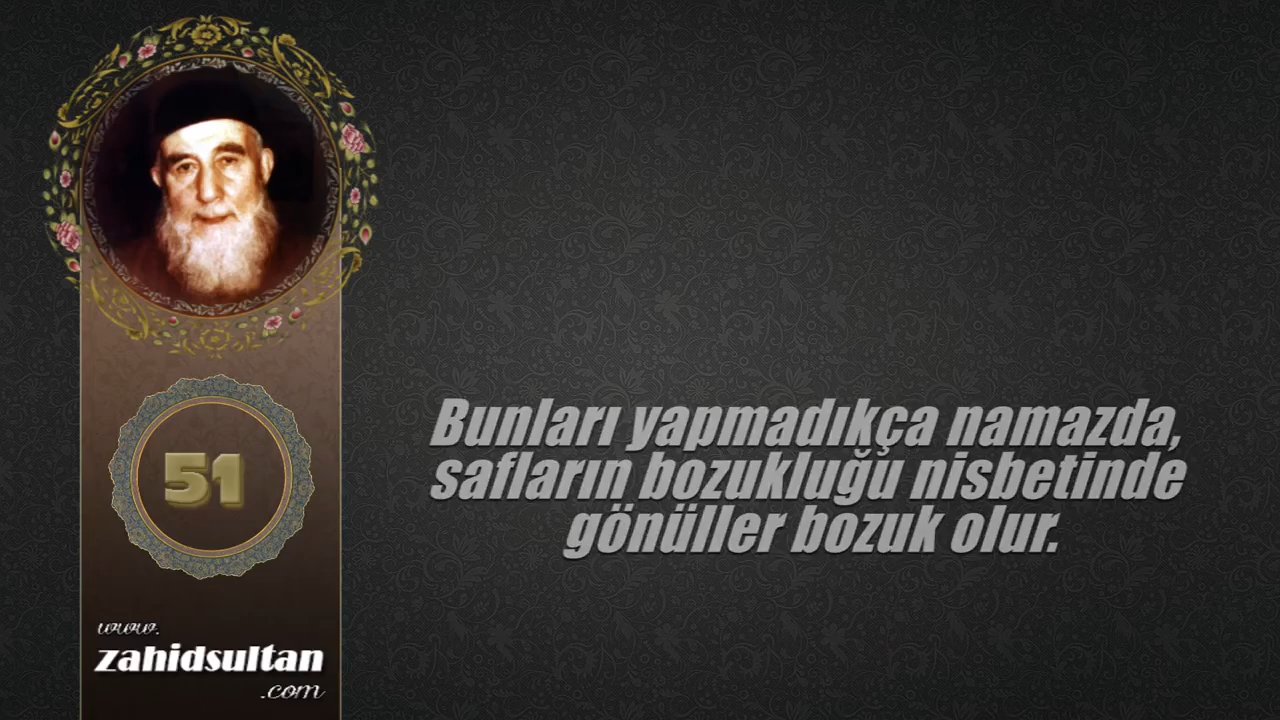 51
www.
zahidsultan
.com
Bunları yapmadıkça namazda,
safların bozukluğu nisbetinde
gönüller bozuk olur.